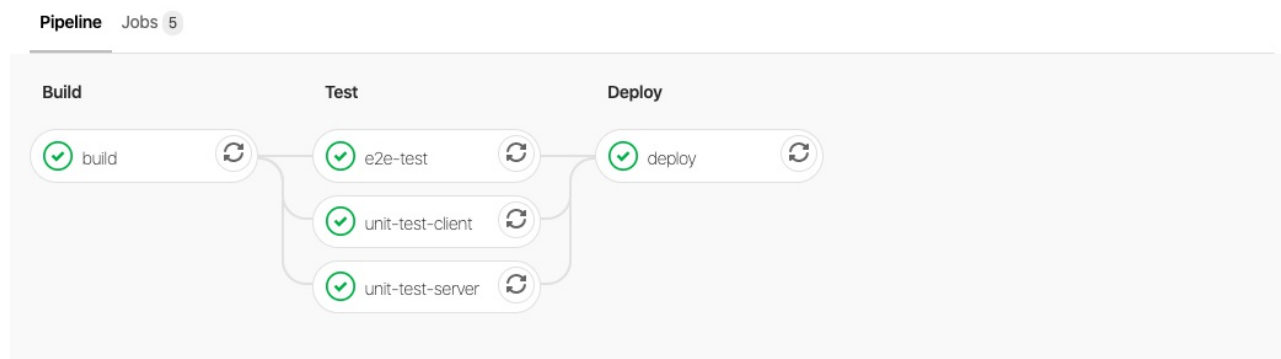 Pipeline Jobs 5
Build Test Deploy
build e2e-test deploy
unit-test-client
unit-test-server